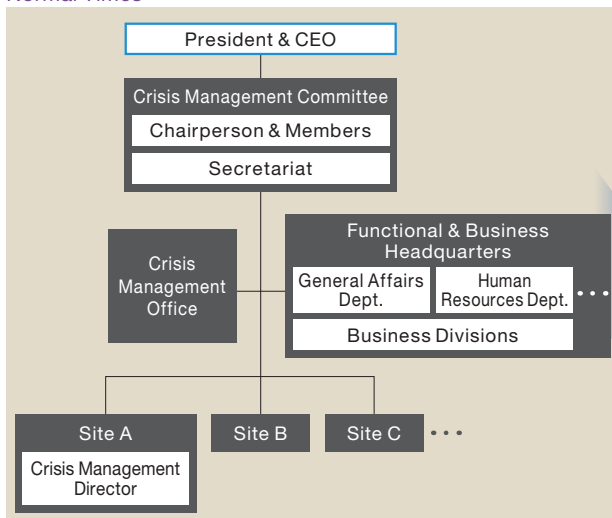 Normal Times
President & CEO
Crisis Management Committee
Chairperson & Members
Secretariat
Crisis
Management
Office
Functional & Business
Headquarters
General Affairs
Dept.
Human
Resources Dept.
...
Business Divisions
Site A
Crisis Management
Director
Site B
Site C
...